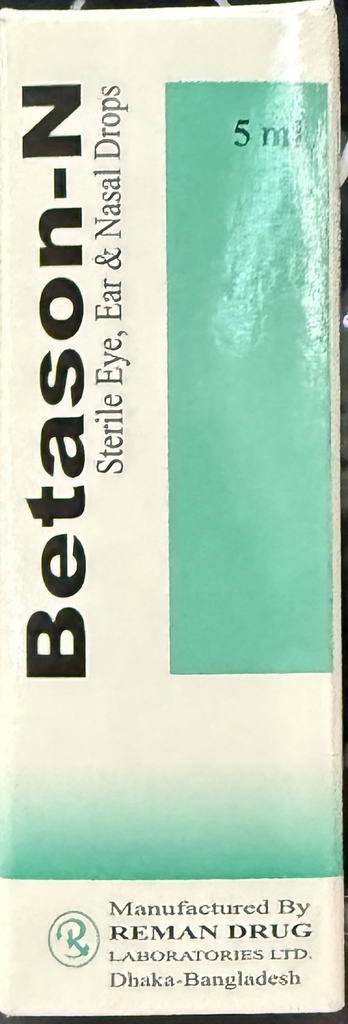 Betason-N
Sterile Eye, Ear & Nasal Drops
5 ml
R
Manufactured By
REMAN DRUG
LABORATORIES LTD.
Dhaka-Bangladesh